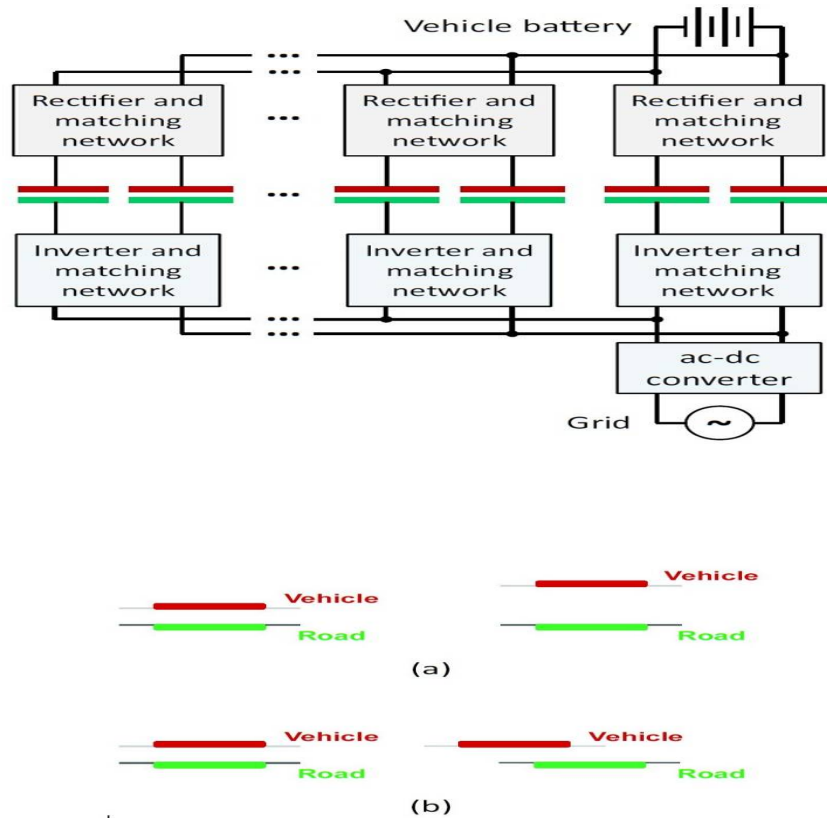 Vehicle battery
...
...
Rectifier and
matching
network
...
Rectifier and
matching
network
Rectifier and
matching
network
...
Inverter and
matching
network
...
Inverter and
matching
network
Inverter and
matching
network
...
...
ac-dc
converter
Grid
~
Vehicle
Road
Vehicle
Road
(a)
Vehicle
Road
Vehicle
Road
(b)